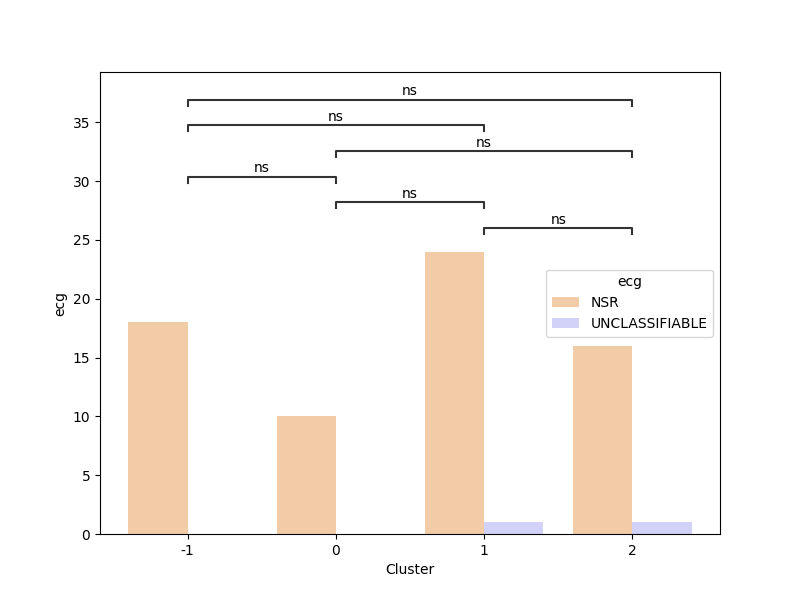 ns
ns
ns
ns
ns
ns
35
30
25
20
15
10
5
0
ecg
ecg
NSR
UNCLASSIFIABLE
-1
0
1
2
Cluster